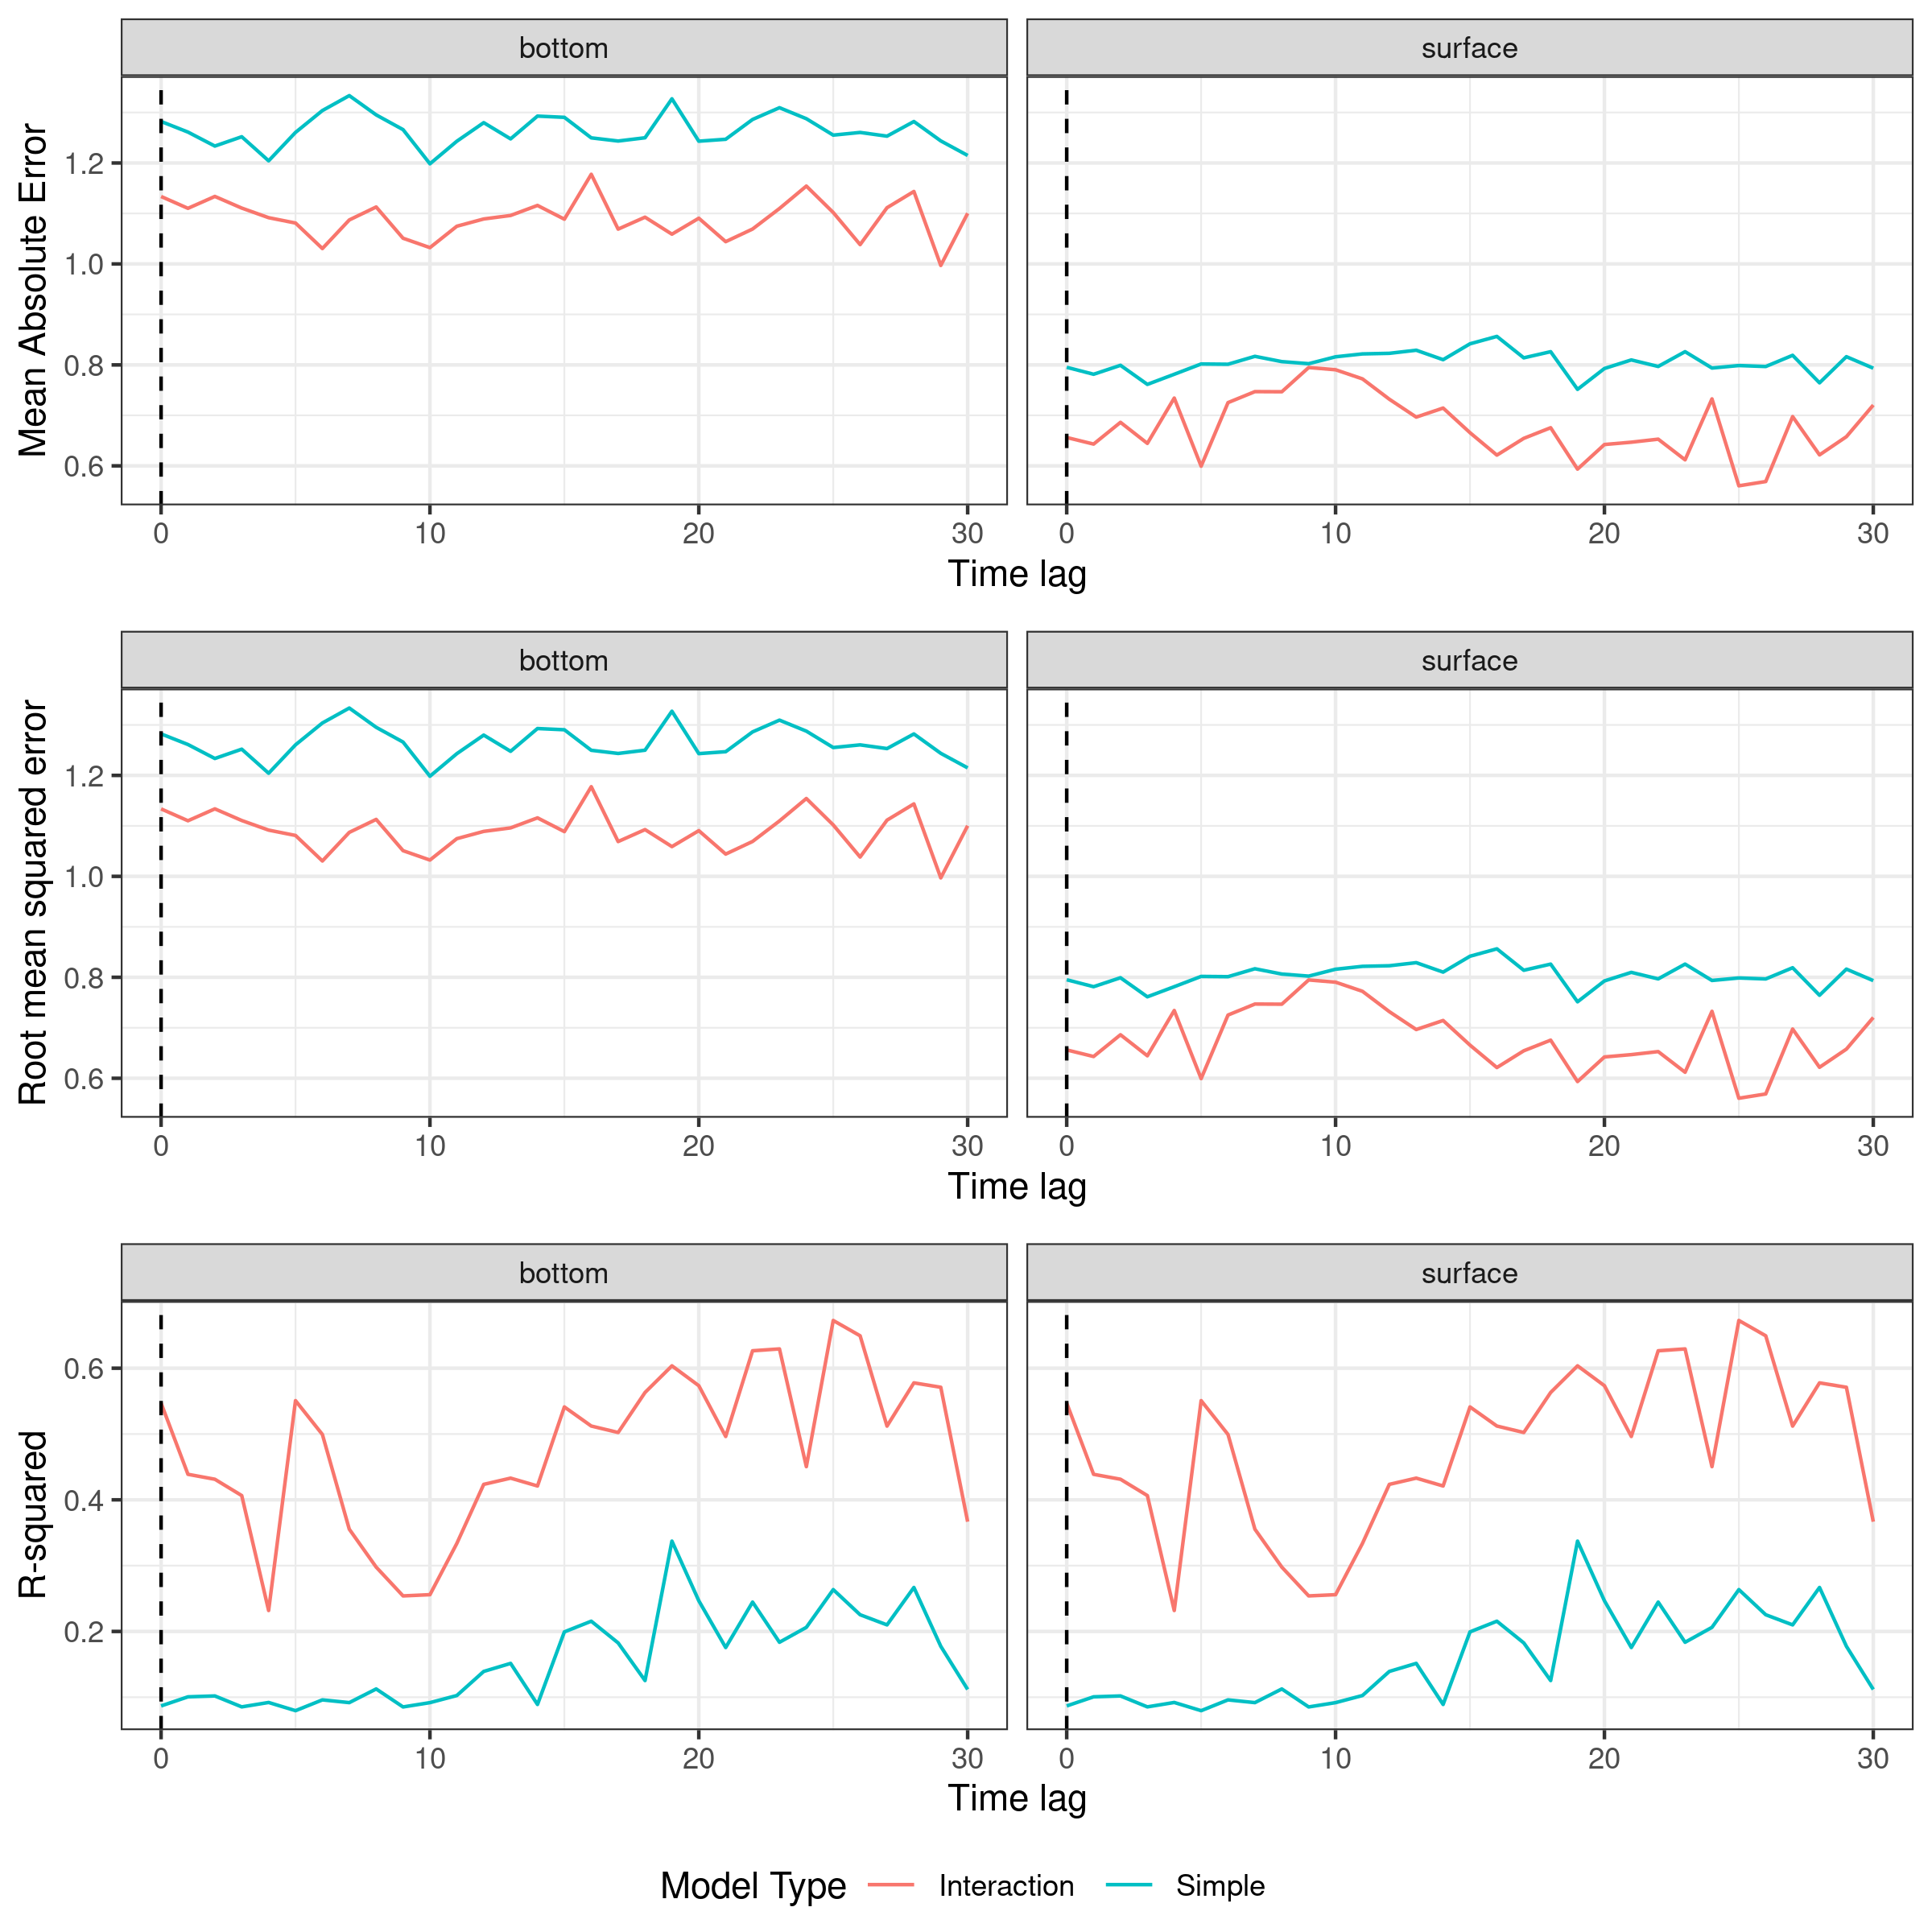 bottom surface
Mean Absolute Error
1.2
1.0
0.8
0.6
0 10 20 30 0 10 20 30
Time lag
bottom surface
Root mean squared error
1.2
1.0
0.8
0.6
0 10 20 30 0 10 20 30
Time lag
bottom surface
R-squared
0.6
0.4
0.2
0 10 20 30 0 10 20 30
Time lag
Model Type Interaction Simple